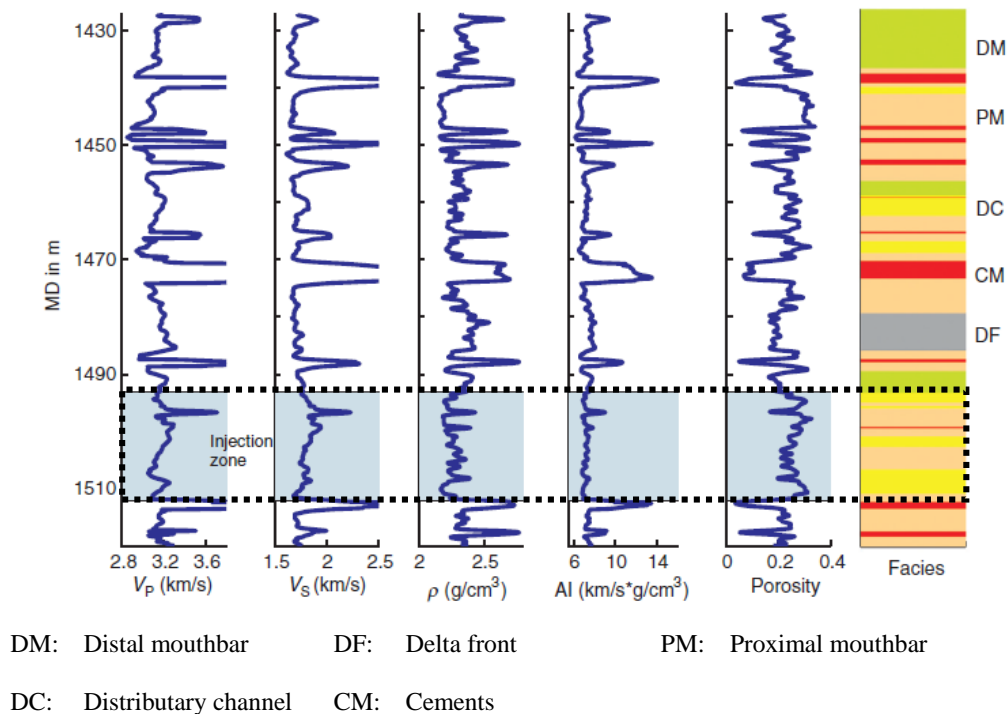 1430
1450
1470
1490
1510
MD in m
Injection
zone
DM
PM
DC
CM
DF
2.8 3.2 3.6
1.5 2 2.5
2 2.5
6 10 14
0 0.2 0.4
V_P (km/s)
V_S (km/s)
ρ (g/cm³)
AI (km/s*g/cm³)
Porosity
Facies
DM: Distal mouthbar DF: Delta front PM: Proximal mouthbar
DC: Distributary channel CM: Cements